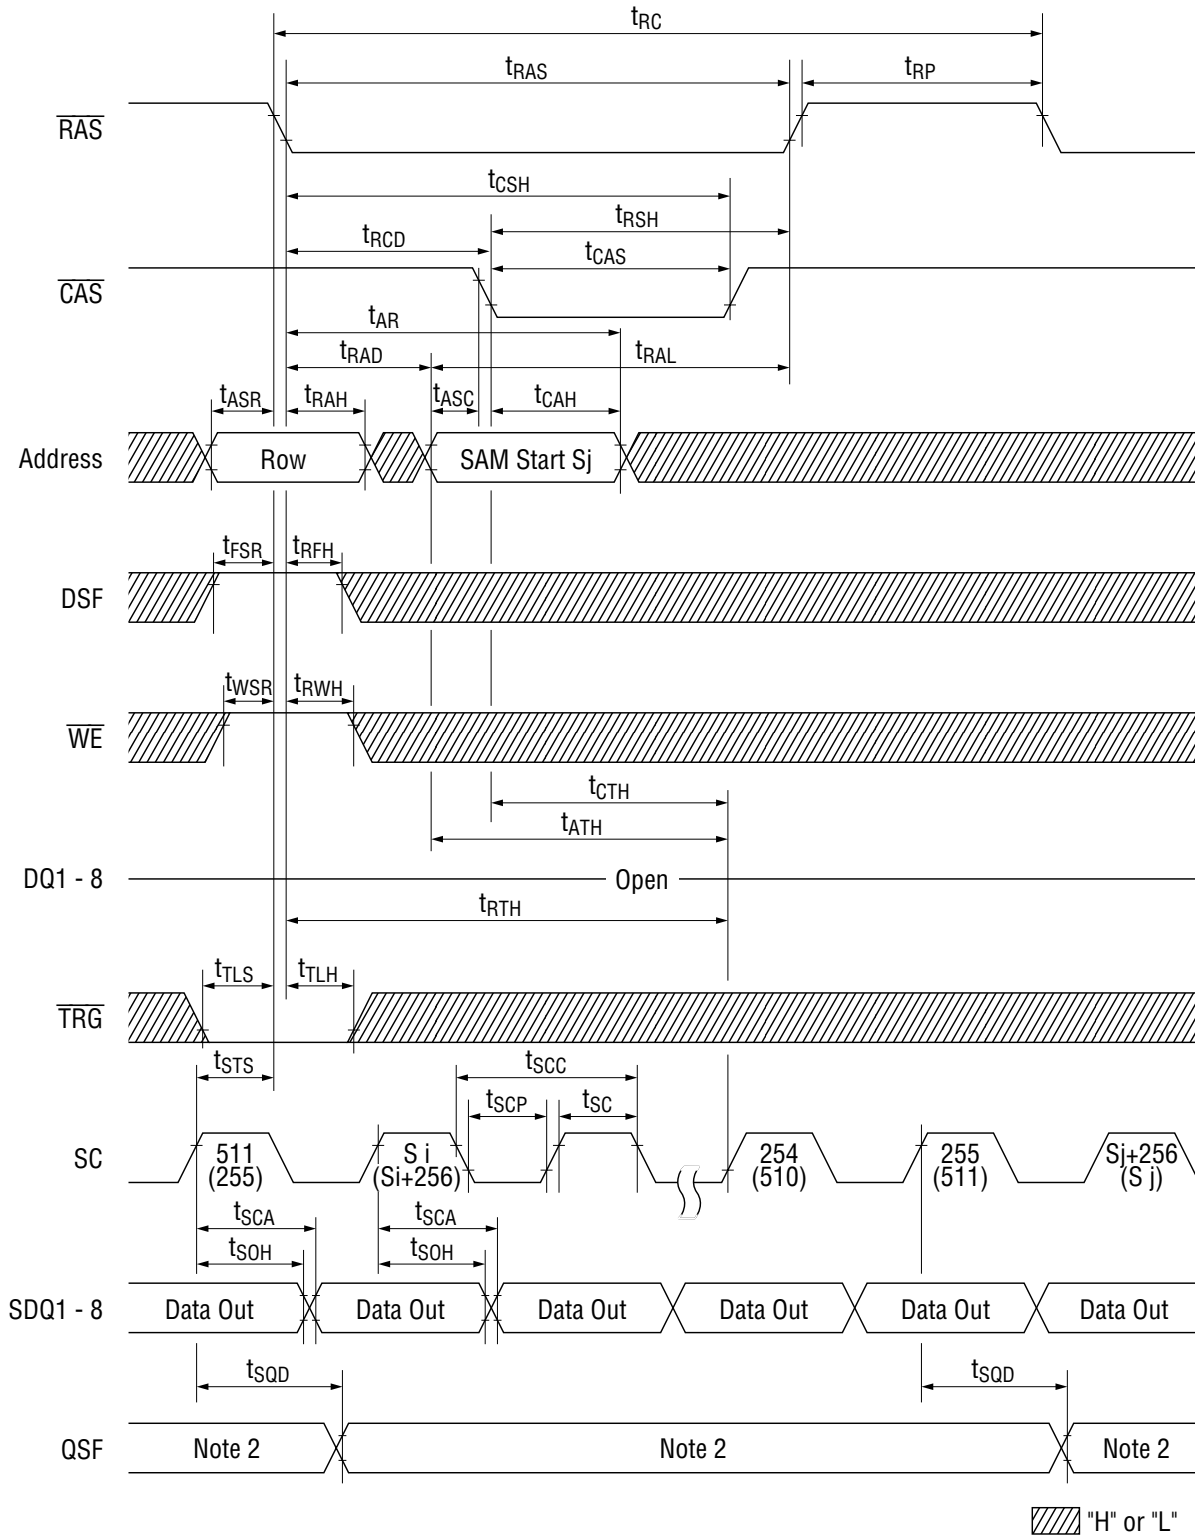 tRC
tRAS
tRP
RAS
tCSH
tRSH
tRCD
tCAS
CAS
tAR
tRAD
tRAL
tASR
tRAH
tASC
tCAH
Address
Row
SAM Start Sj
tFSR
tRFH
DSF
tWSR
tRWH
WE
tCTH
tATH
DQ1 - 8
Open
tRTH
tTLS
tTLH
TRG
tSTS
tSCC
tSCP
tSC
SC
511
(255)
S i
(Si+256)
254
(510)
255
(511)
Sj+256
(S j)
tSCA
tSCA
tSOH
tSOH
SDQ1 - 8
Data Out
Data Out
Data Out
Data Out
Data Out
Data Out
tSQD
tSQD
QSF
Note 2
Note 2
Note 2
"H" or "L"